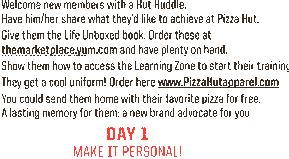 Welcome new members with a Hut Huddle.
Have him/her share what they'd like to achieve at Pizza Hut.
Give them the Life Unboxed book. Order these at
themarketplace.yum.com and have plenty on hand.
Show them how to access the Learning Zone to start their training
They get a cool uniform! Order here www.PizzaHutapparel.com
You could send them home with their favorite pizza for free.
A lasting memory for them; a new brand advocate for you
DAY 1
MAKE IT PERSONAL!